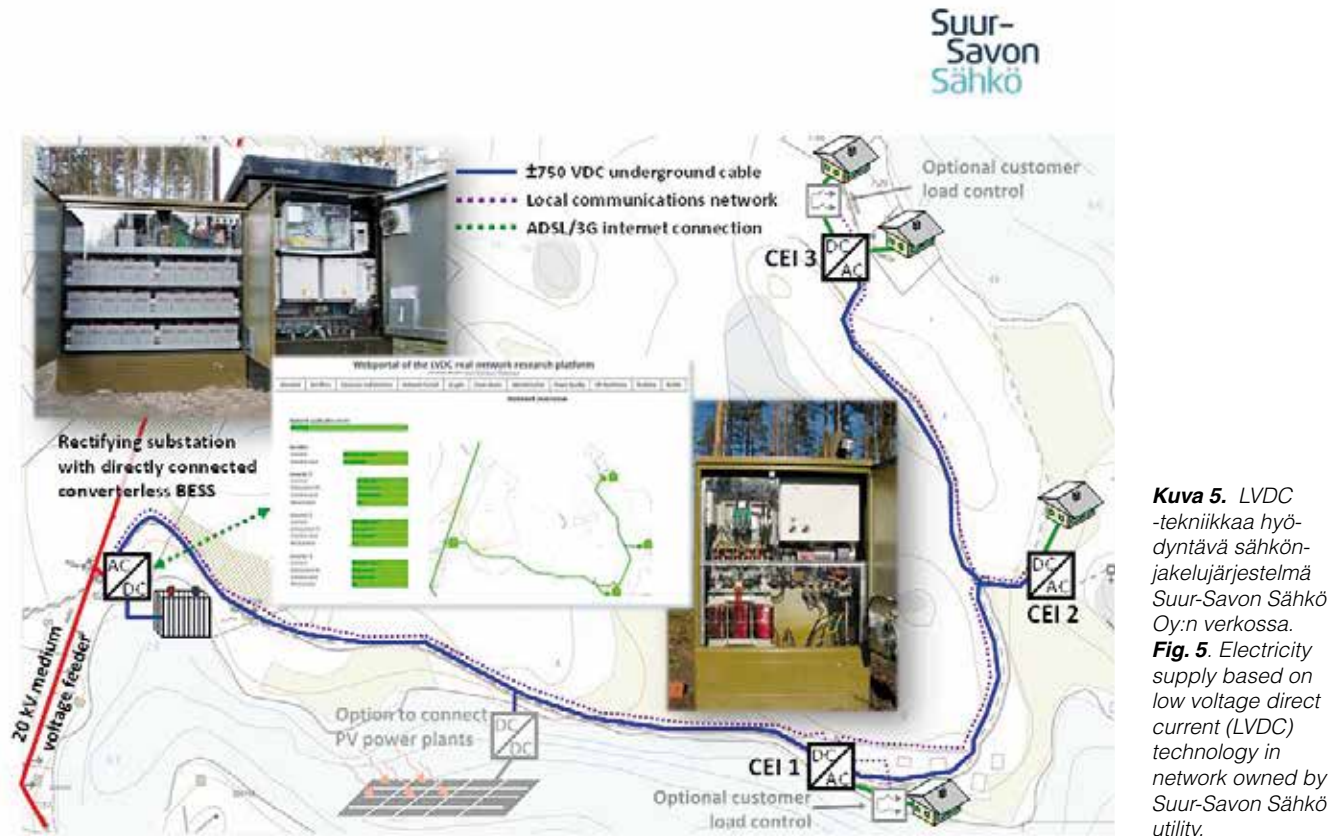 Suur-
Savon
Sähkö
±750 VDC underground cable
Local communications network
ADSL/3G internet connection
Optional customer
load control
CEI 3
DC
AC
Webportal of the LVDC real network research platform
Rectifying substation
with directly connected
converterless BESS
AC
DC
20 kV medium
voltage feeder
Option to connect
PV power plants
DC
DC
CEI 1
DC
AC
Optional customer
load control
DC
AC
CEI 2
Kuva 5. LVDC
-tekniikkaa hyö-
dyntävä sähkön-
jakelujärjestelmä
Suur-Savon Sähkö
Oy:n verkossa.
Fig. 5. Electricity
supply based on
low voltage direct
current (LVDC)
technology in
network owned by
Suur-Savon Sähkö
utility.